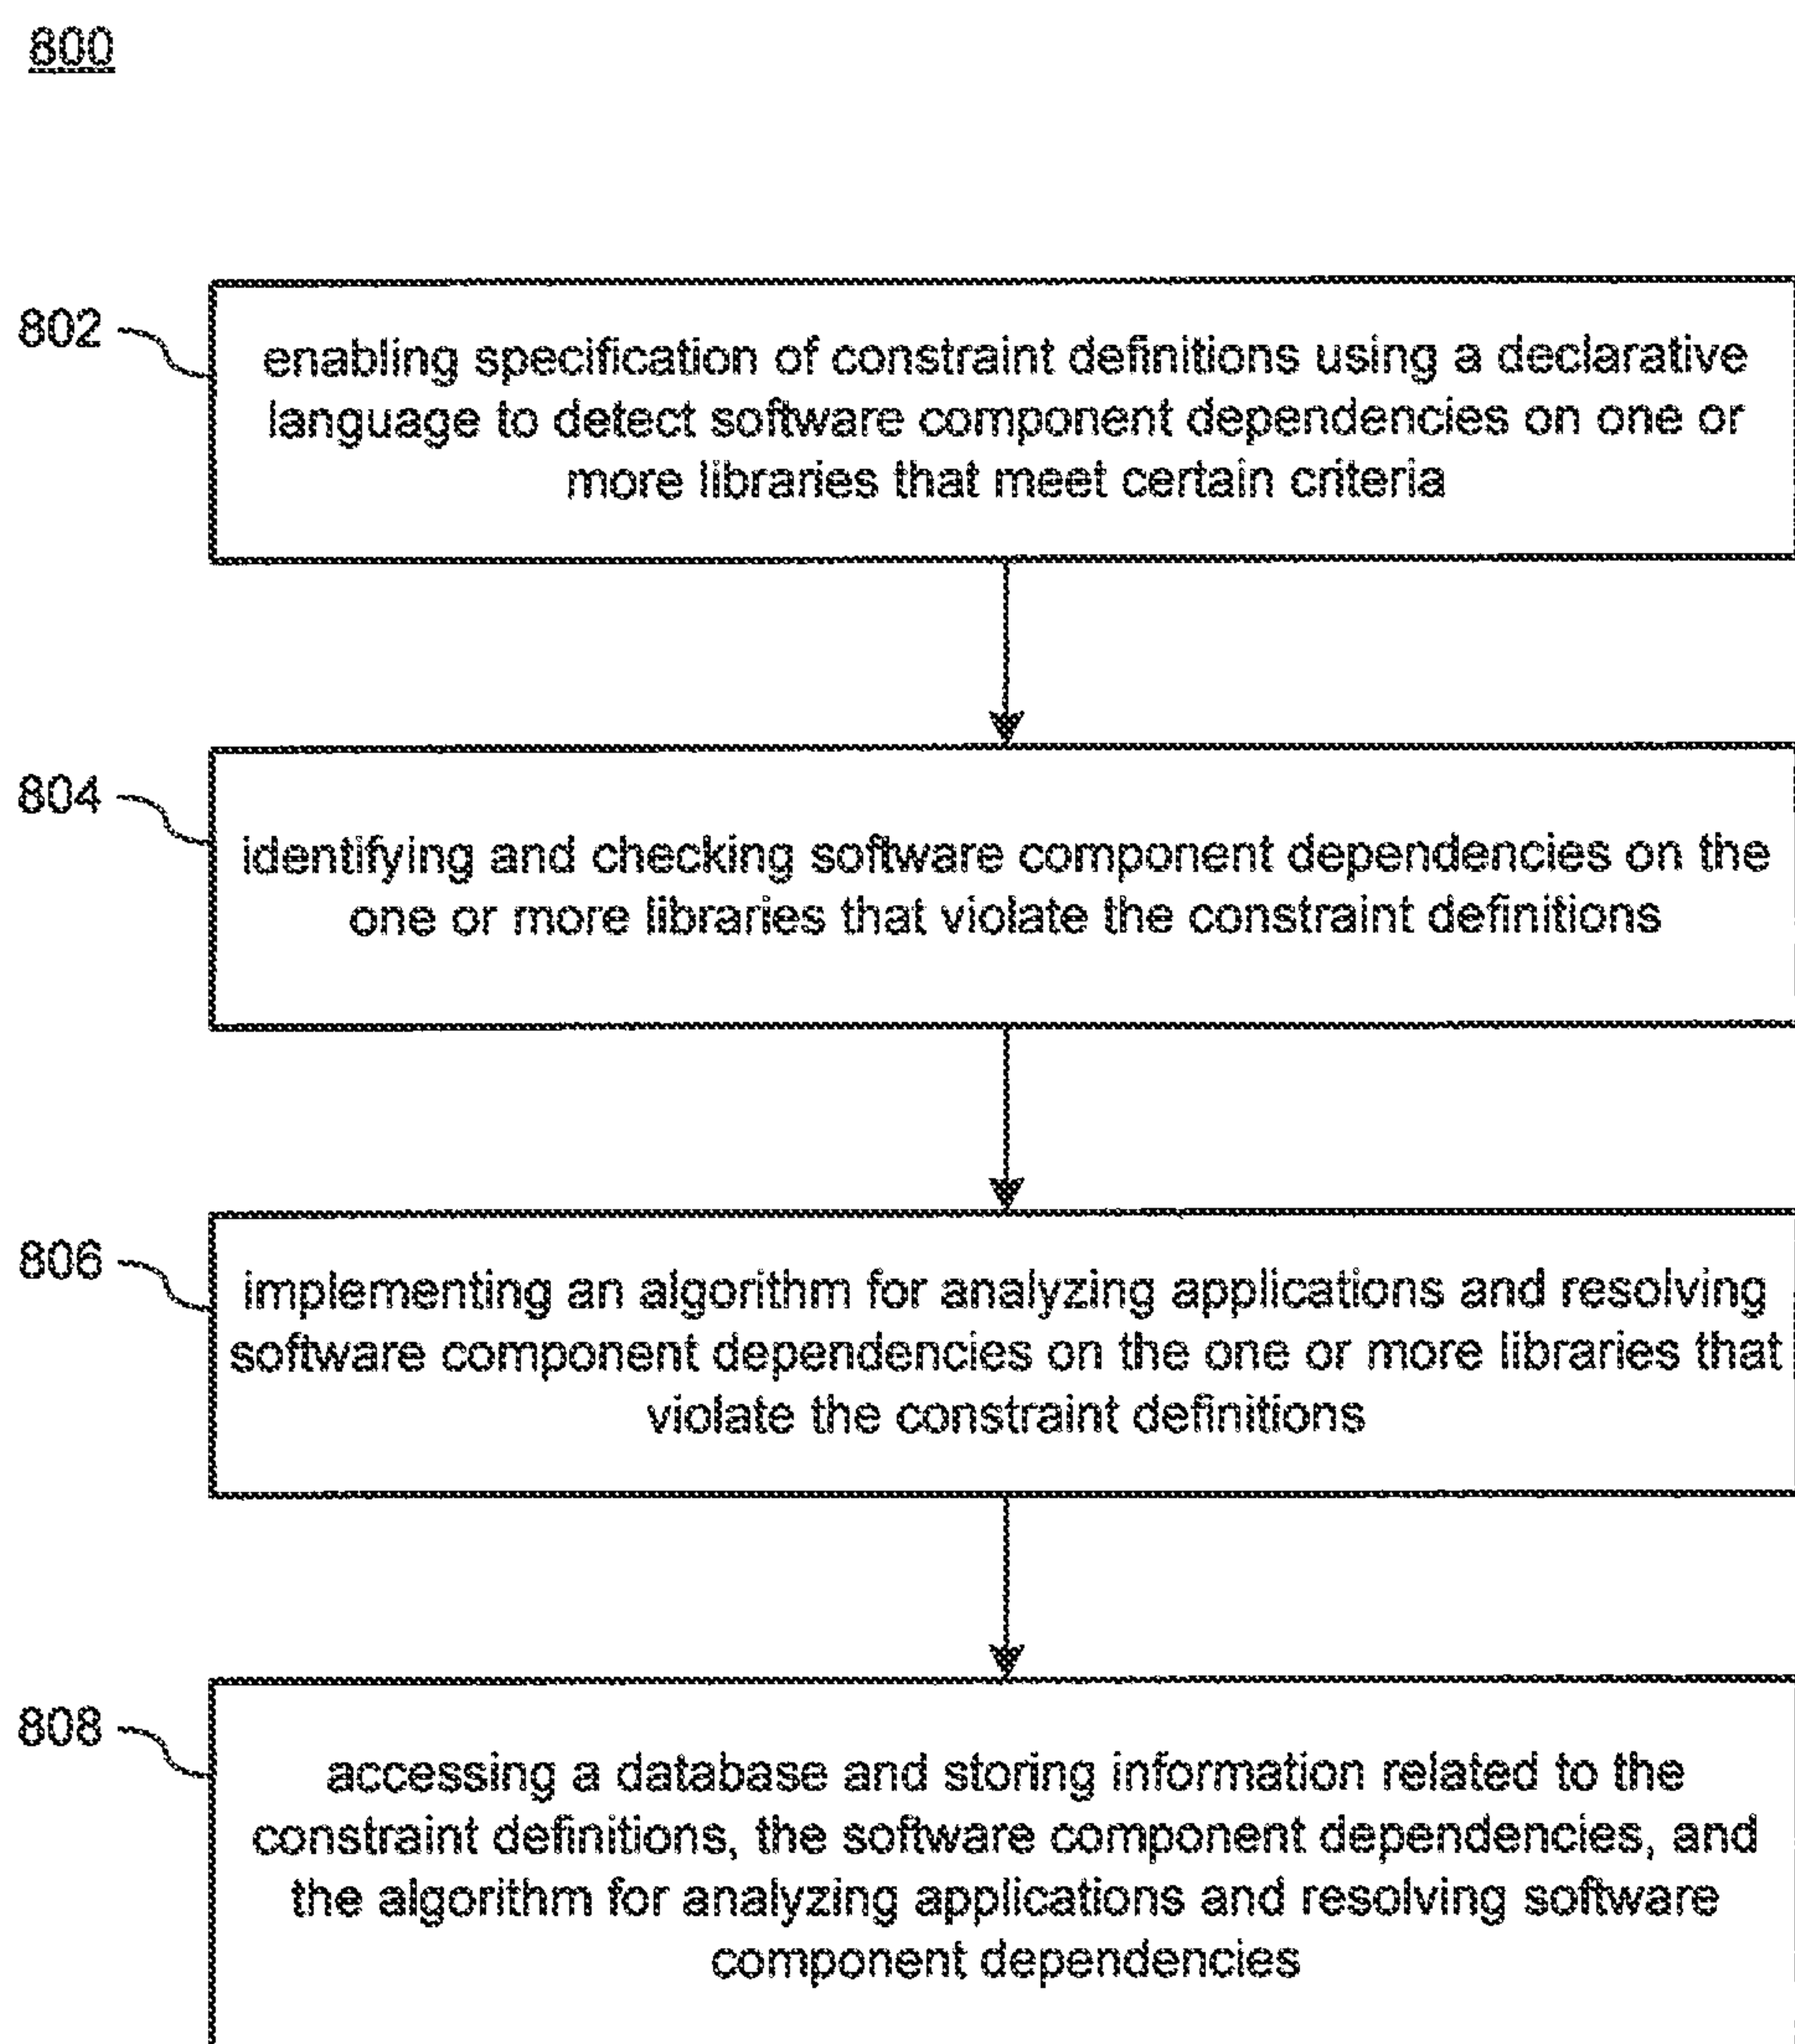 800
802
enabling specification of constraint definitions using a declarative
language to detect software component dependencies on one or
more libraries that meet certain criteria
804
identifying and checking software component dependencies on the
one or more libraries that violate the constraint definitions
806
implementing an algorithm for analyzing applications and resolving
software component dependencies on the one or more libraries that
violate the constraint definitions
808
accessing a database and storing information related to the
constraint definitions, the software component dependencies, and
the algorithm for analyzing applications and resolving software
component dependencies